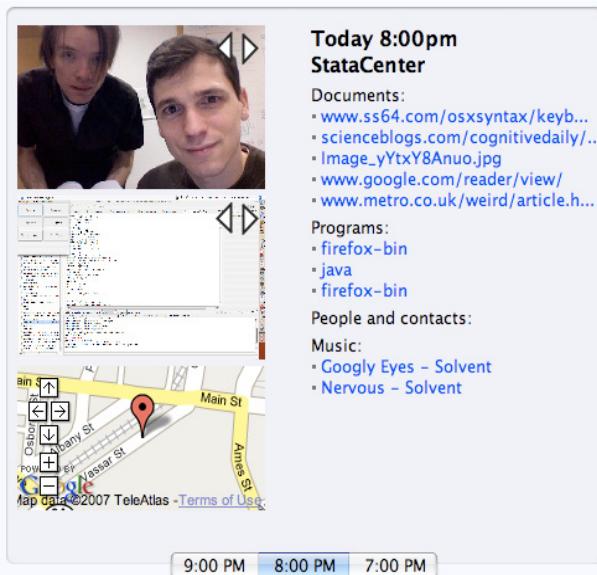 Today 8:00pm
StataCenter
Documents:
www.ss64.com/osxsyntax/keyb...
scienceblogs.com/cognitivedaily/...
Image_yYtxY8Anuo.jpg
www.google.com/reader/view/
www.metro.co.uk/weird/article.h...
Programs:
firefox-bin
java
firefox-bin
People and contacts:
Music:
Googly Eyes - Solvent
Nervous - Solvent
Main St
Albany St
Vassar St
Ames St
POWERED BY
Google
Map data ©2007 TeleAtlas - Terms of Use
9:00 PM 8:00 PM 7:00 PM